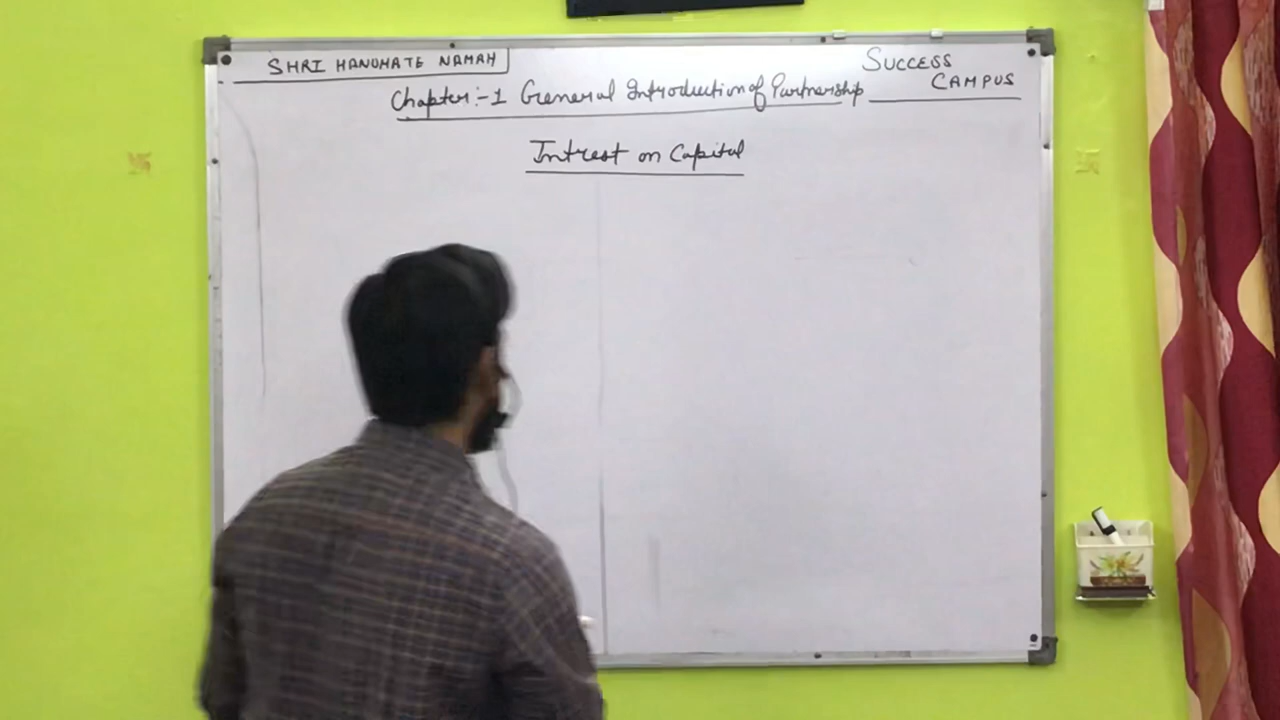 SHRI HANUMATE NAMAH
SUCCESS
CAMPUS
Chapter:-1 General Introduction of Partnership
Intrest on Capital